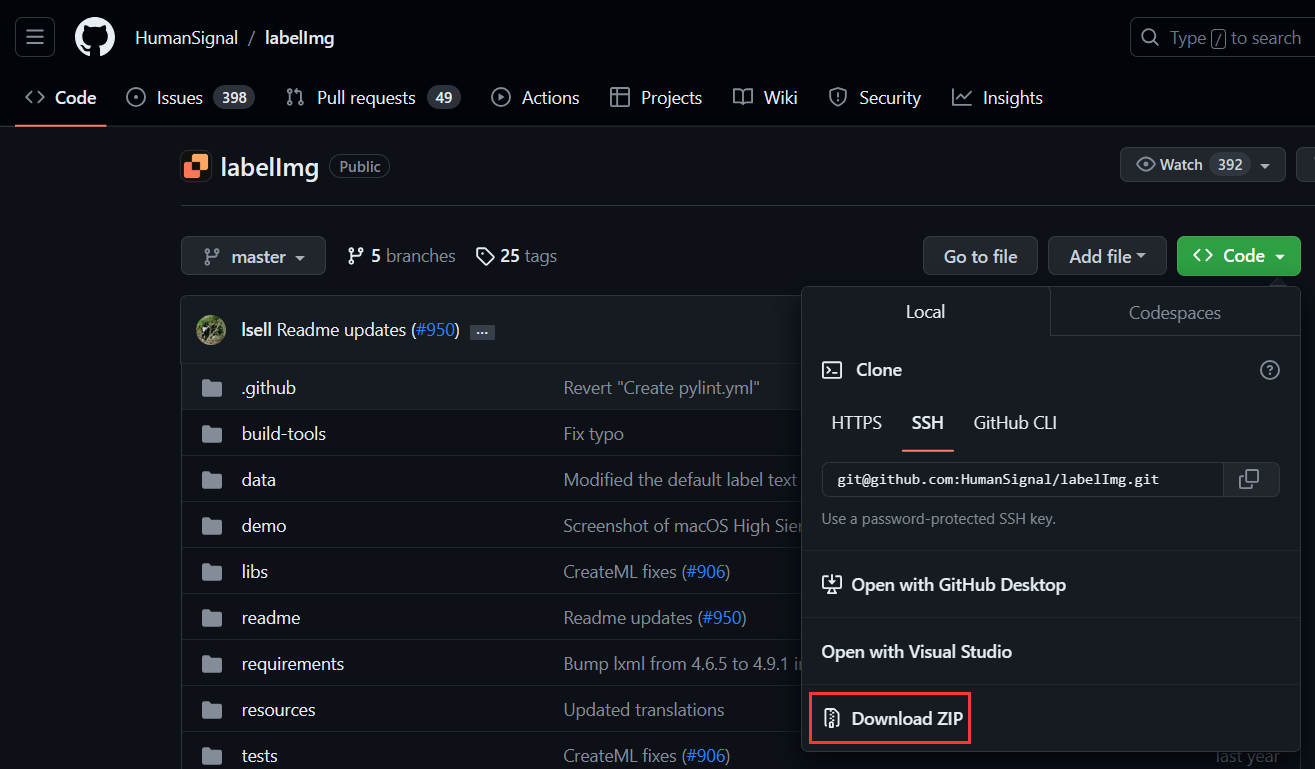 HumanSignal / labelImg
Type / to search
Code
Issues 398
Pull requests 49
Actions
Projects
Wiki
Security
Insights
labelImg Public
Watch 392
master
5 branches
25 tags
Go to file
Add file
Code
lsell Readme updates (#950) ...
.github Revert "Create pylint.yml"
build-tools Fix typo
data Modified the default label text
demo Screenshot of macOS High Sier
libs CreateML fixes (#906)
readme Readme updates (#950)
requirements Bump lxml from 4.6.5 to 4.9.1 i
resources Updated translations
tests CreateML fixes (#906)
last year
Local
Codespaces
Clone
HTTPS
SSH
GitHub CLI
git@github.com:HumanSignal/labelImg.git
Use a password-protected SSH key.
Open with GitHub Desktop
Open with Visual Studio
Download ZIP